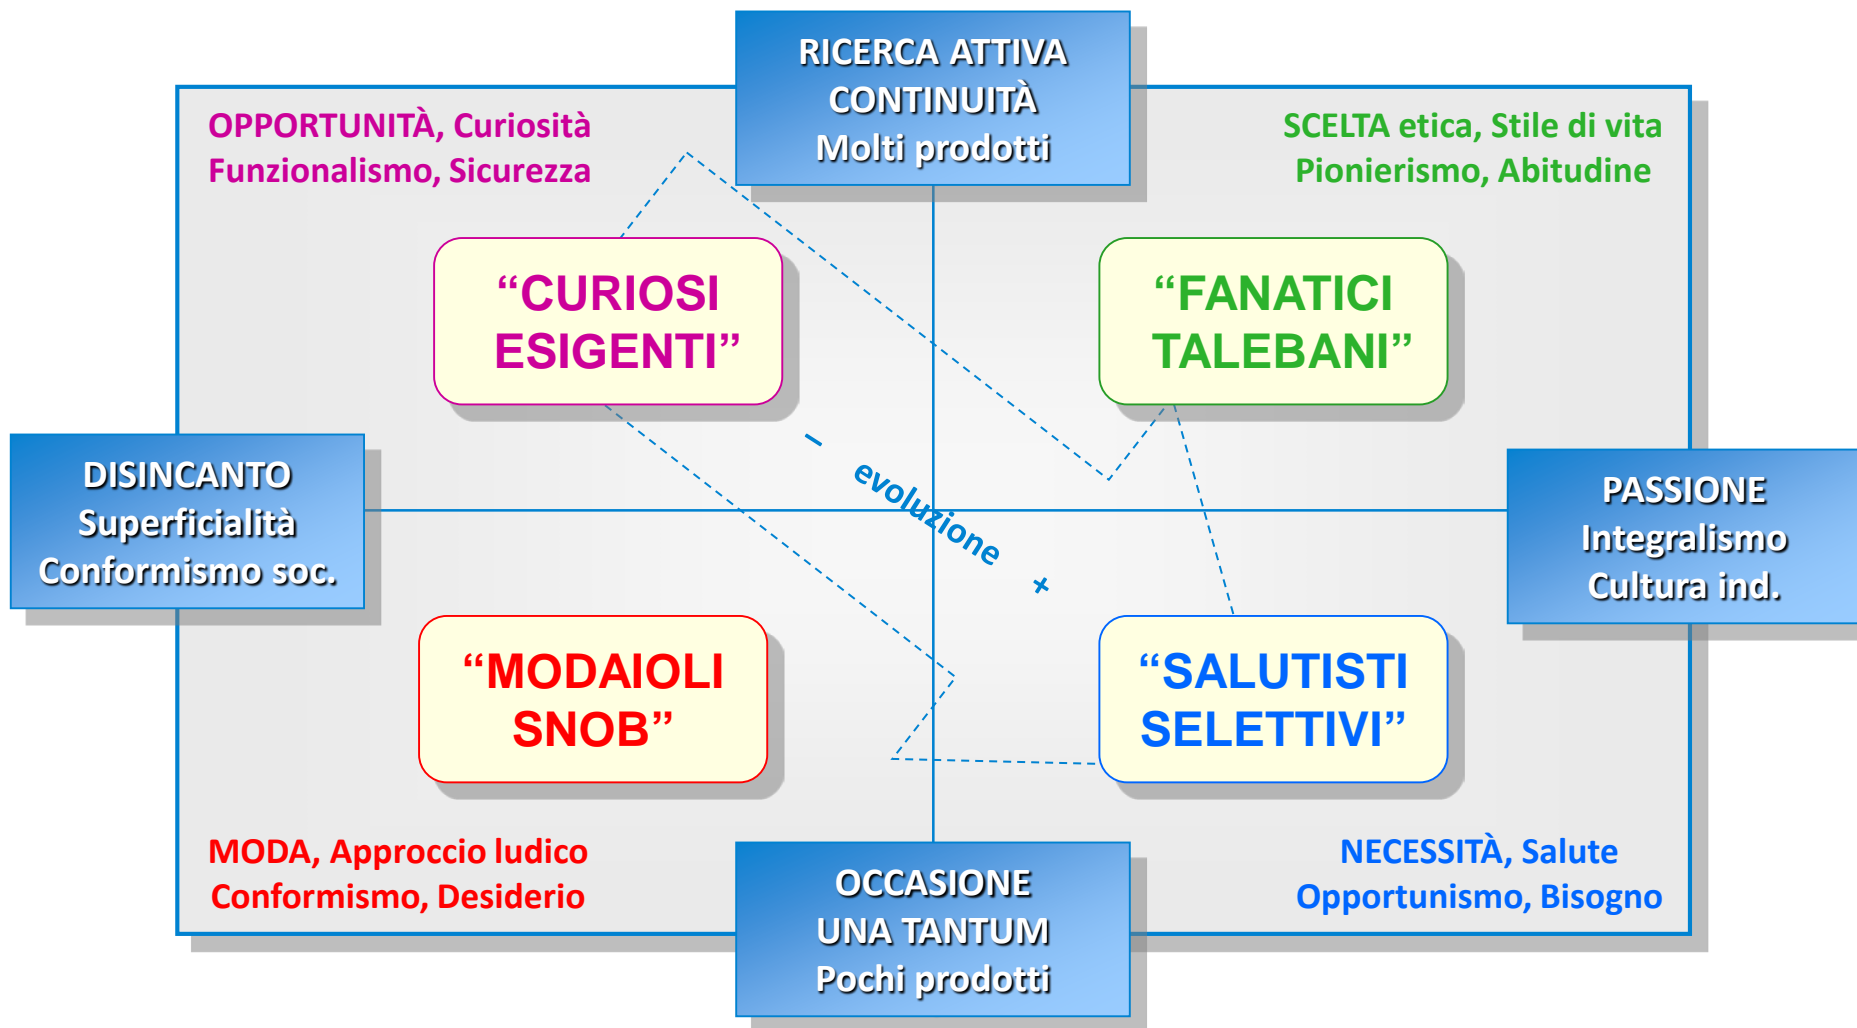 RICERCA ATTIVA
CONTINUITÀ
Molti prodotti
OPPORTUNITÀ, Curiosità
Funzionalismo, Sicurezza
SCELTA etica, Stile di vita
Pionierismo, Abitudine
“CURIOSI
ESIGENTI”
“FANATICI
TALEBANI”
DISINCANTO
Superficialità
Conformismo soc.
– evoluzione +
PASSIONE
Integralismo
Cultura ind.
“MODAIOLI
SNOB”
“SALUTISTI
SELETTIVI”
MODA, Approccio ludico
Conformismo, Desiderio
OCCASIONE
UNA TANTUM
Pochi prodotti
NECESSITÀ, Salute
Opportunismo, Bisogno